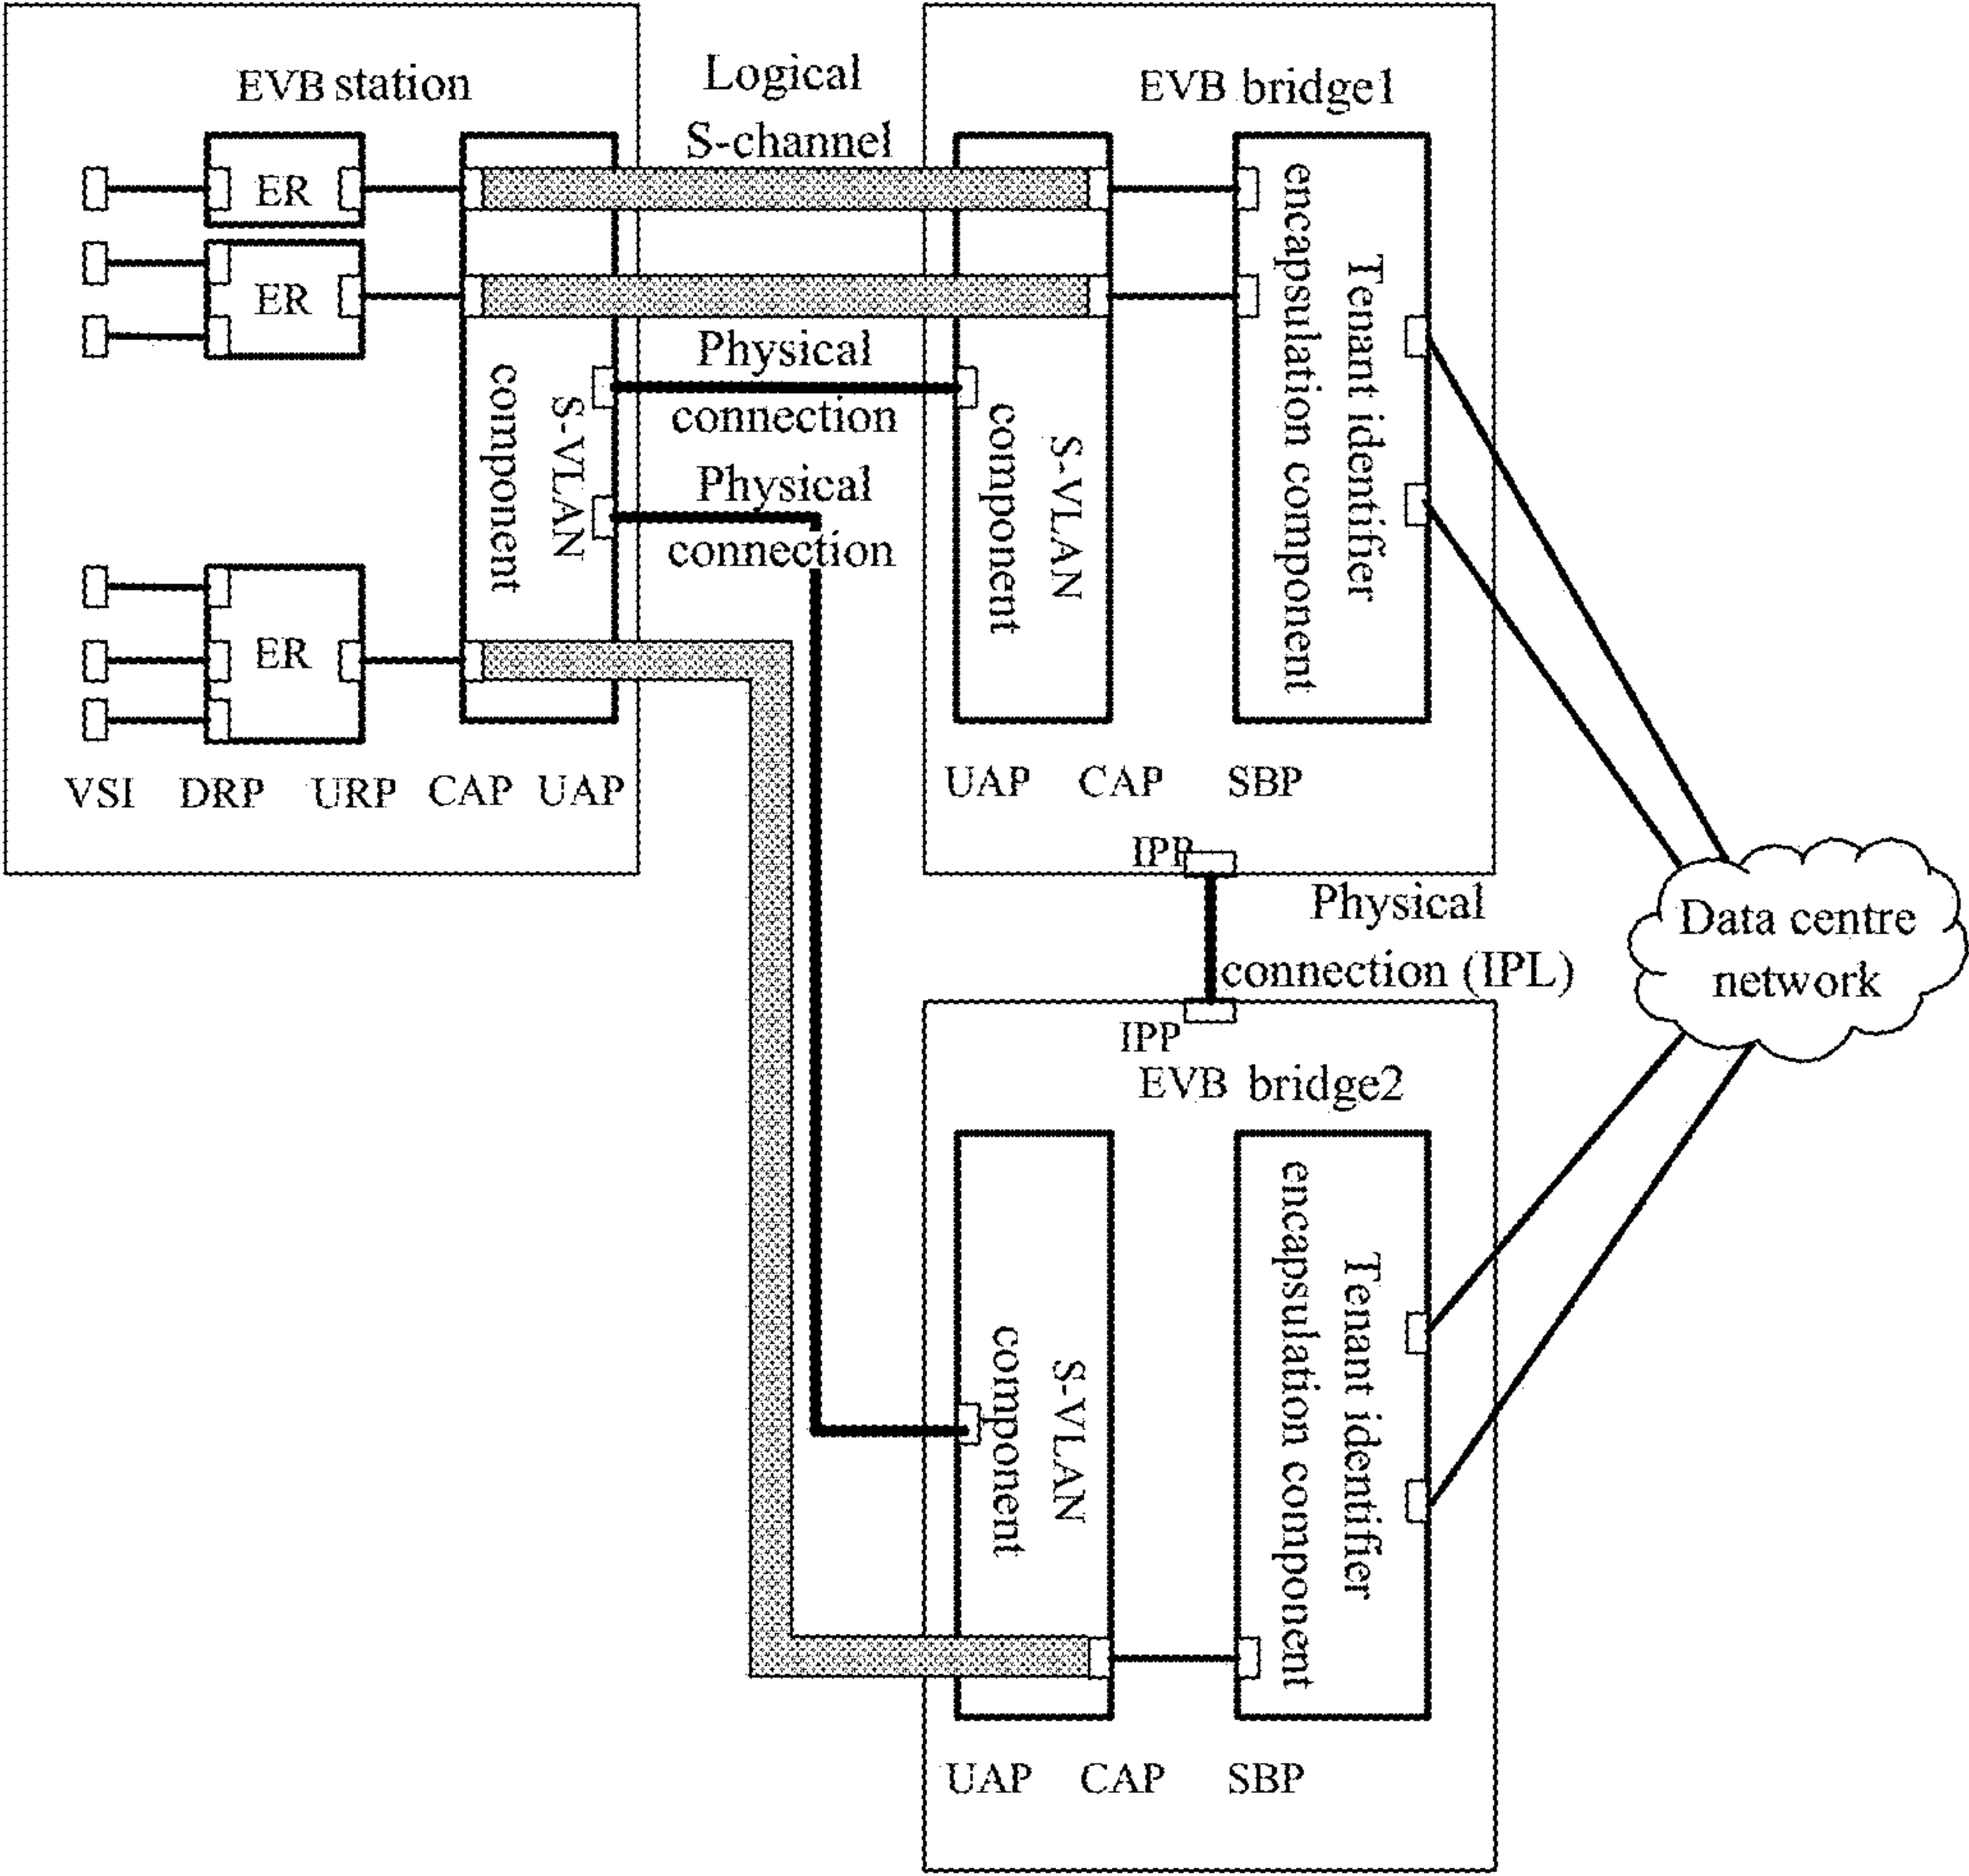 EVB station
ER
ER
ER
component
S-VLAN
VSI DRP URP CAP UAP
Logical
S-channel
Physical
connection
Physical
connection
EVB bridge1
component
S-VLAN
encapsulation component
Tenant identifier
UAP CAP SBP
IPP
Physical
connection (IPL)
Data centre
network
IPP
EVB bridge2
component
S-VLAN
encapsulation component
Tenant identifier
UAP CAP SBP